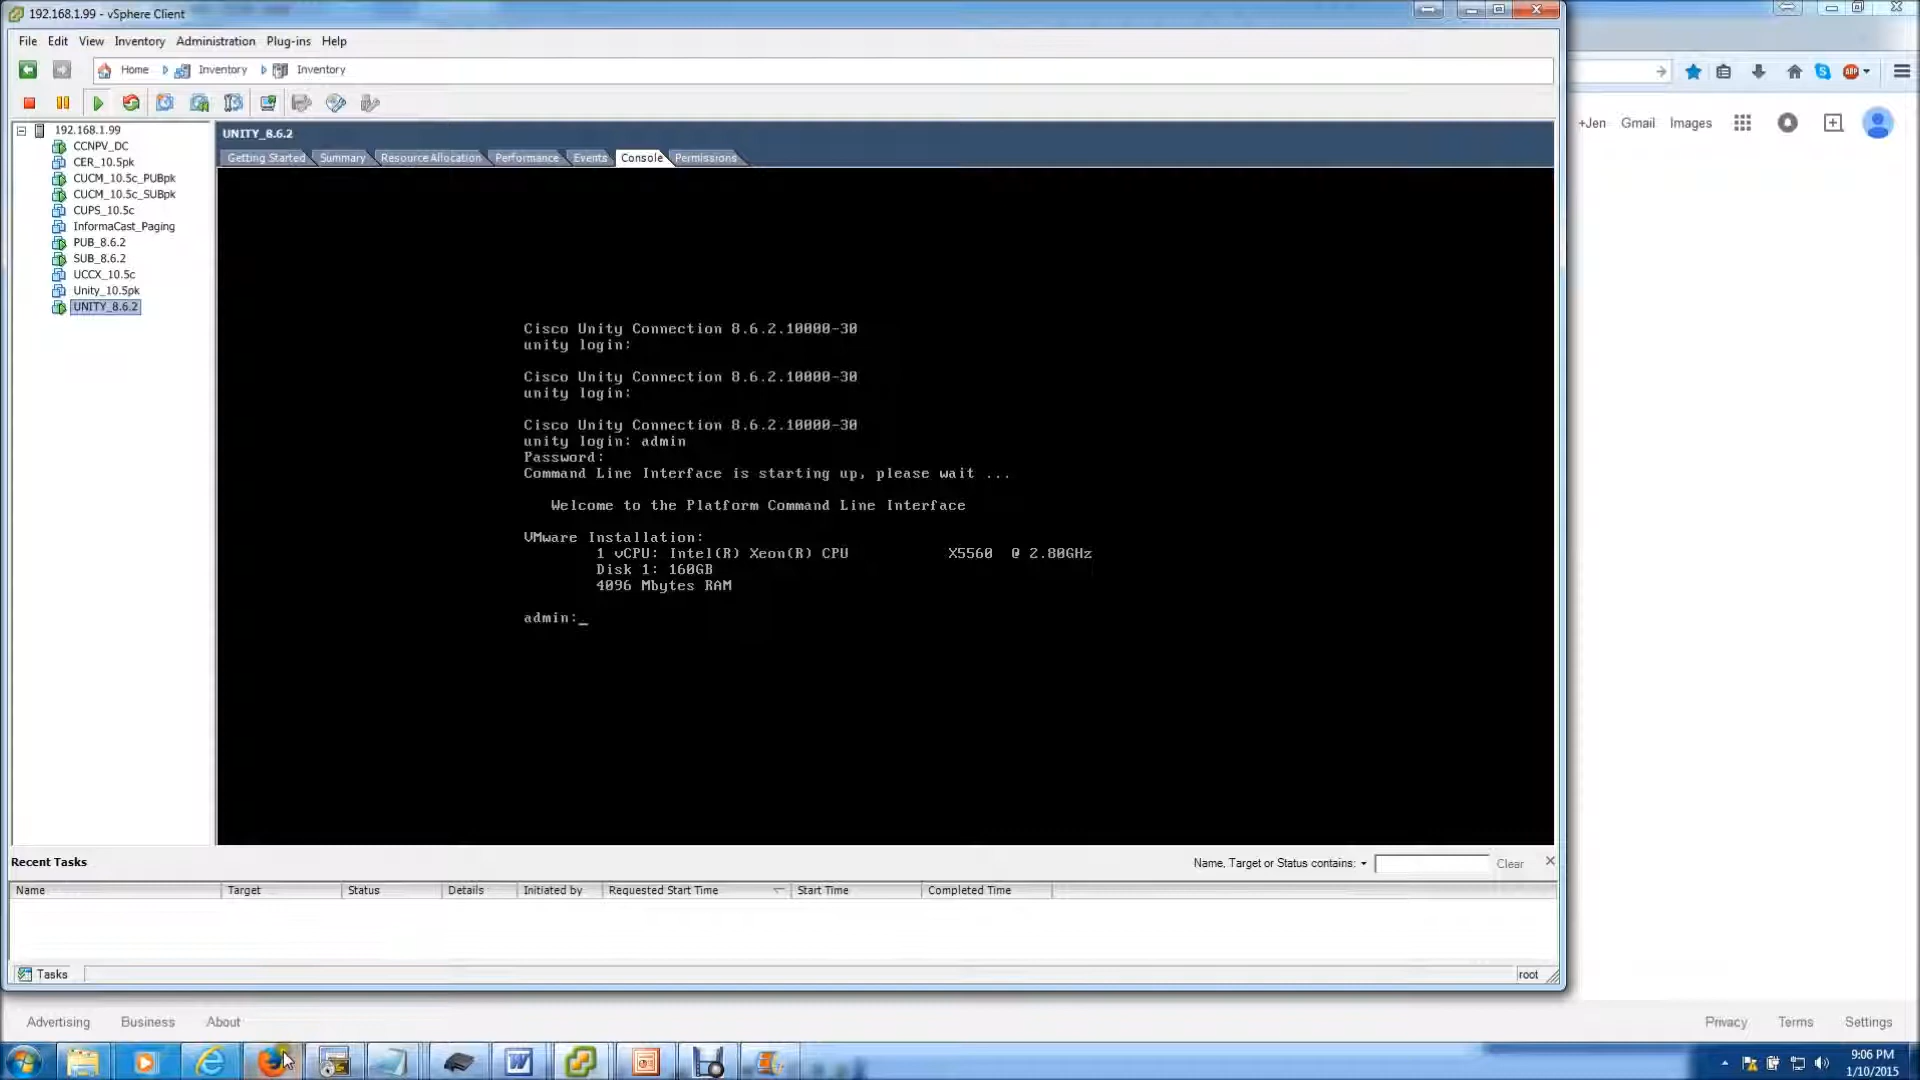 192.168.1.99 - vSphere Client
File Edit View Inventory Administration Plug-ins Help
Home Inventory Inventory
+Jen Gmail Images
192.168.1.99
CCNPV_DC
CER_10.5pk
CUCM_10.5c_PUBpk
CUCM_10.5c_SUBpk
CUPS_10.5c
InformaCast_Paging
PUB_8.6.2
SUB_8.6.2
UCCX_10.5c
Unity_10.5pk
UNITY_8.6.2
UNITY_8.6.2
Getting Started Summary Resource Allocation Performance Events Console Permissions
Cisco Unity Connection 8.6.2.10000-30
unity login:
Cisco Unity Connection 8.6.2.10000-30
unity login:
Cisco Unity Connection 8.6.2.10000-30
unity login: admin
Password:
Command Line Interface is starting up, please wait ...
Welcome to the Platform Command Line Interface
VMware Installation:
1 vCPU: Intel(R) Xeon(R) CPU X5560 @ 2.80GHz
Disk 1: 160GB
4096 Mbytes RAM
admin:_
Recent Tasks
Name, Target or Status contains: Clear
Name Target Status Details Initiated by Requested Start Time Start Time Completed Time
Tasks
root
Advertising Business About Privacy Terms Settings
9:06 PM
1/10/2015